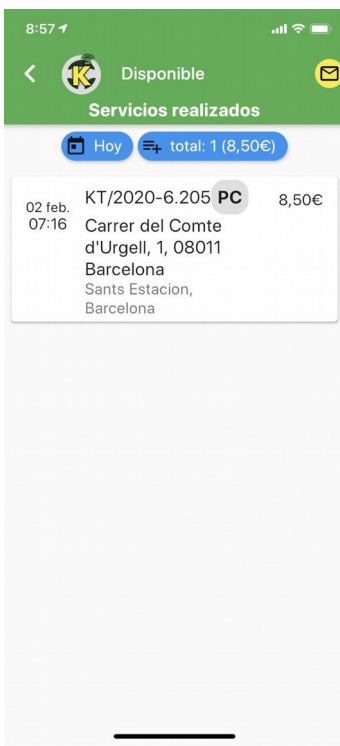 8:57
K
Disponible
Servicios realizados
Hoy
total: 1 (8,50€)
02 feb.
07:16
KT/2020-6.205 PC
8,50€
Carrer del Comte
d'Urgell, 1, 08011
Barcelona
Sants Estacion,
Barcelona